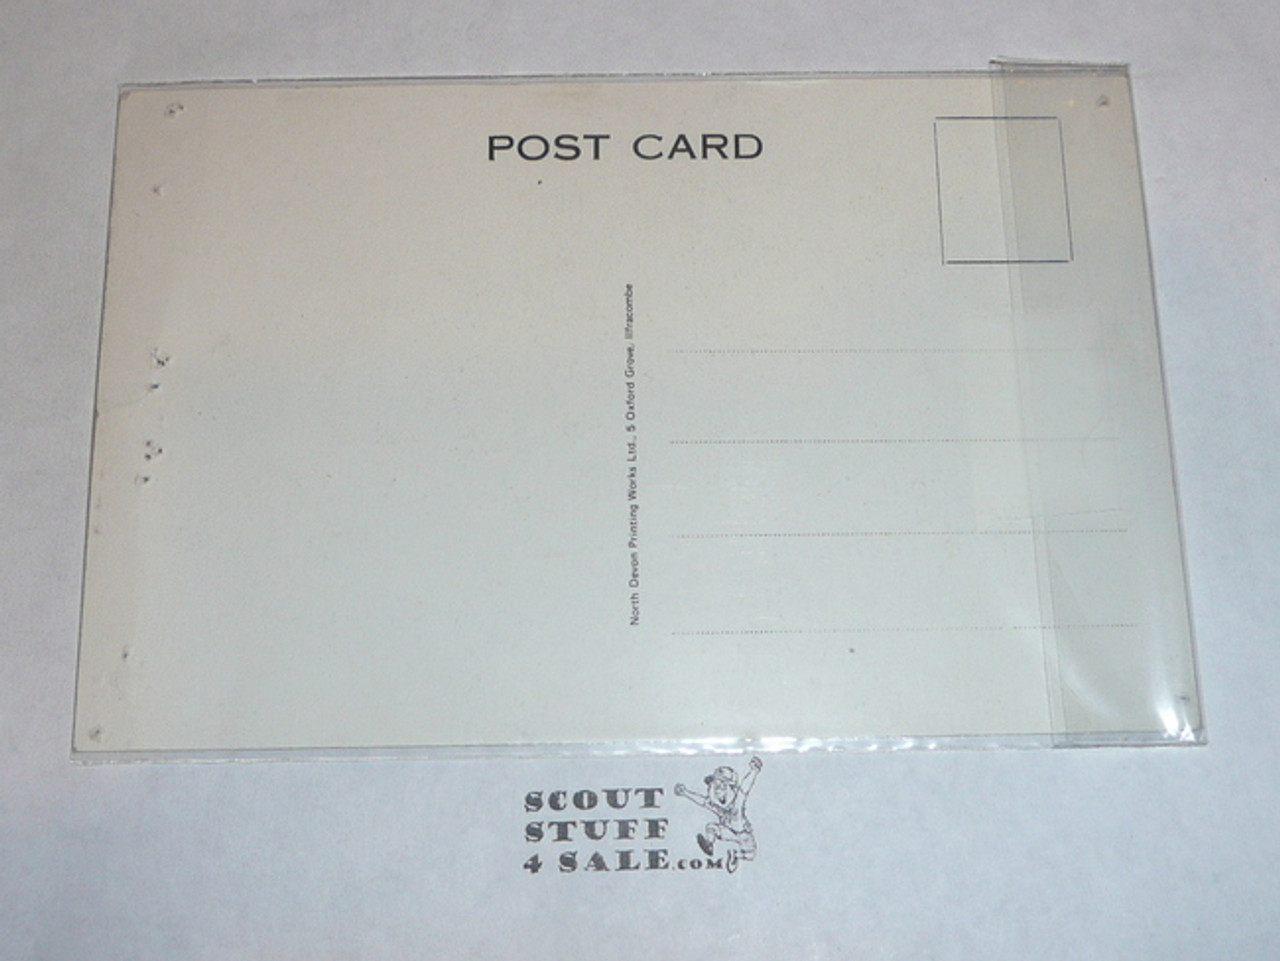 POST CARD
North Devon Printing Works Ltd., 5 Oxford Grove, Ilfracombe
SCOUT
STUFF
4 SALE.COM